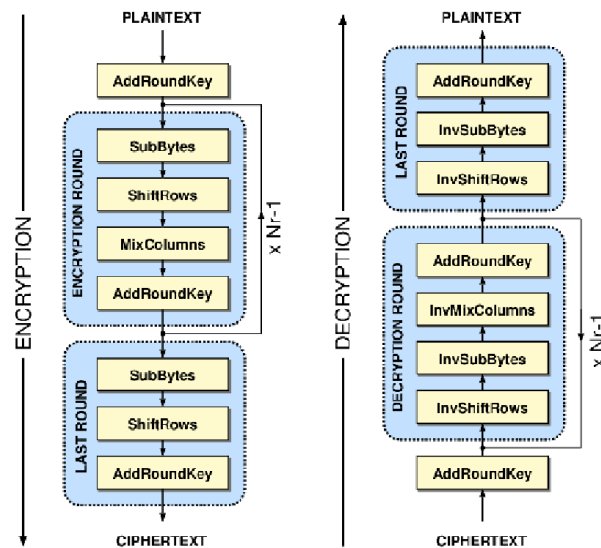 PLAINTEXT
AddRoundKey
ENCRYPTION ROUND
SubBytes
ShiftRows
MixColumns
AddRoundKey
x Nr-1
ENCRYPTION
LAST ROUND
SubBytes
ShiftRows
AddRoundKey
CIPHERTEXT
PLAINTEXT
LAST ROUND
AddRoundKey
InvSubBytes
InvShiftRows
DECRYPTION
DECRYPTION ROUND
AddRoundKey
InvMixColumns
InvSubBytes
InvShiftRows
x Nr-1
AddRoundKey
CIPHERTEXT